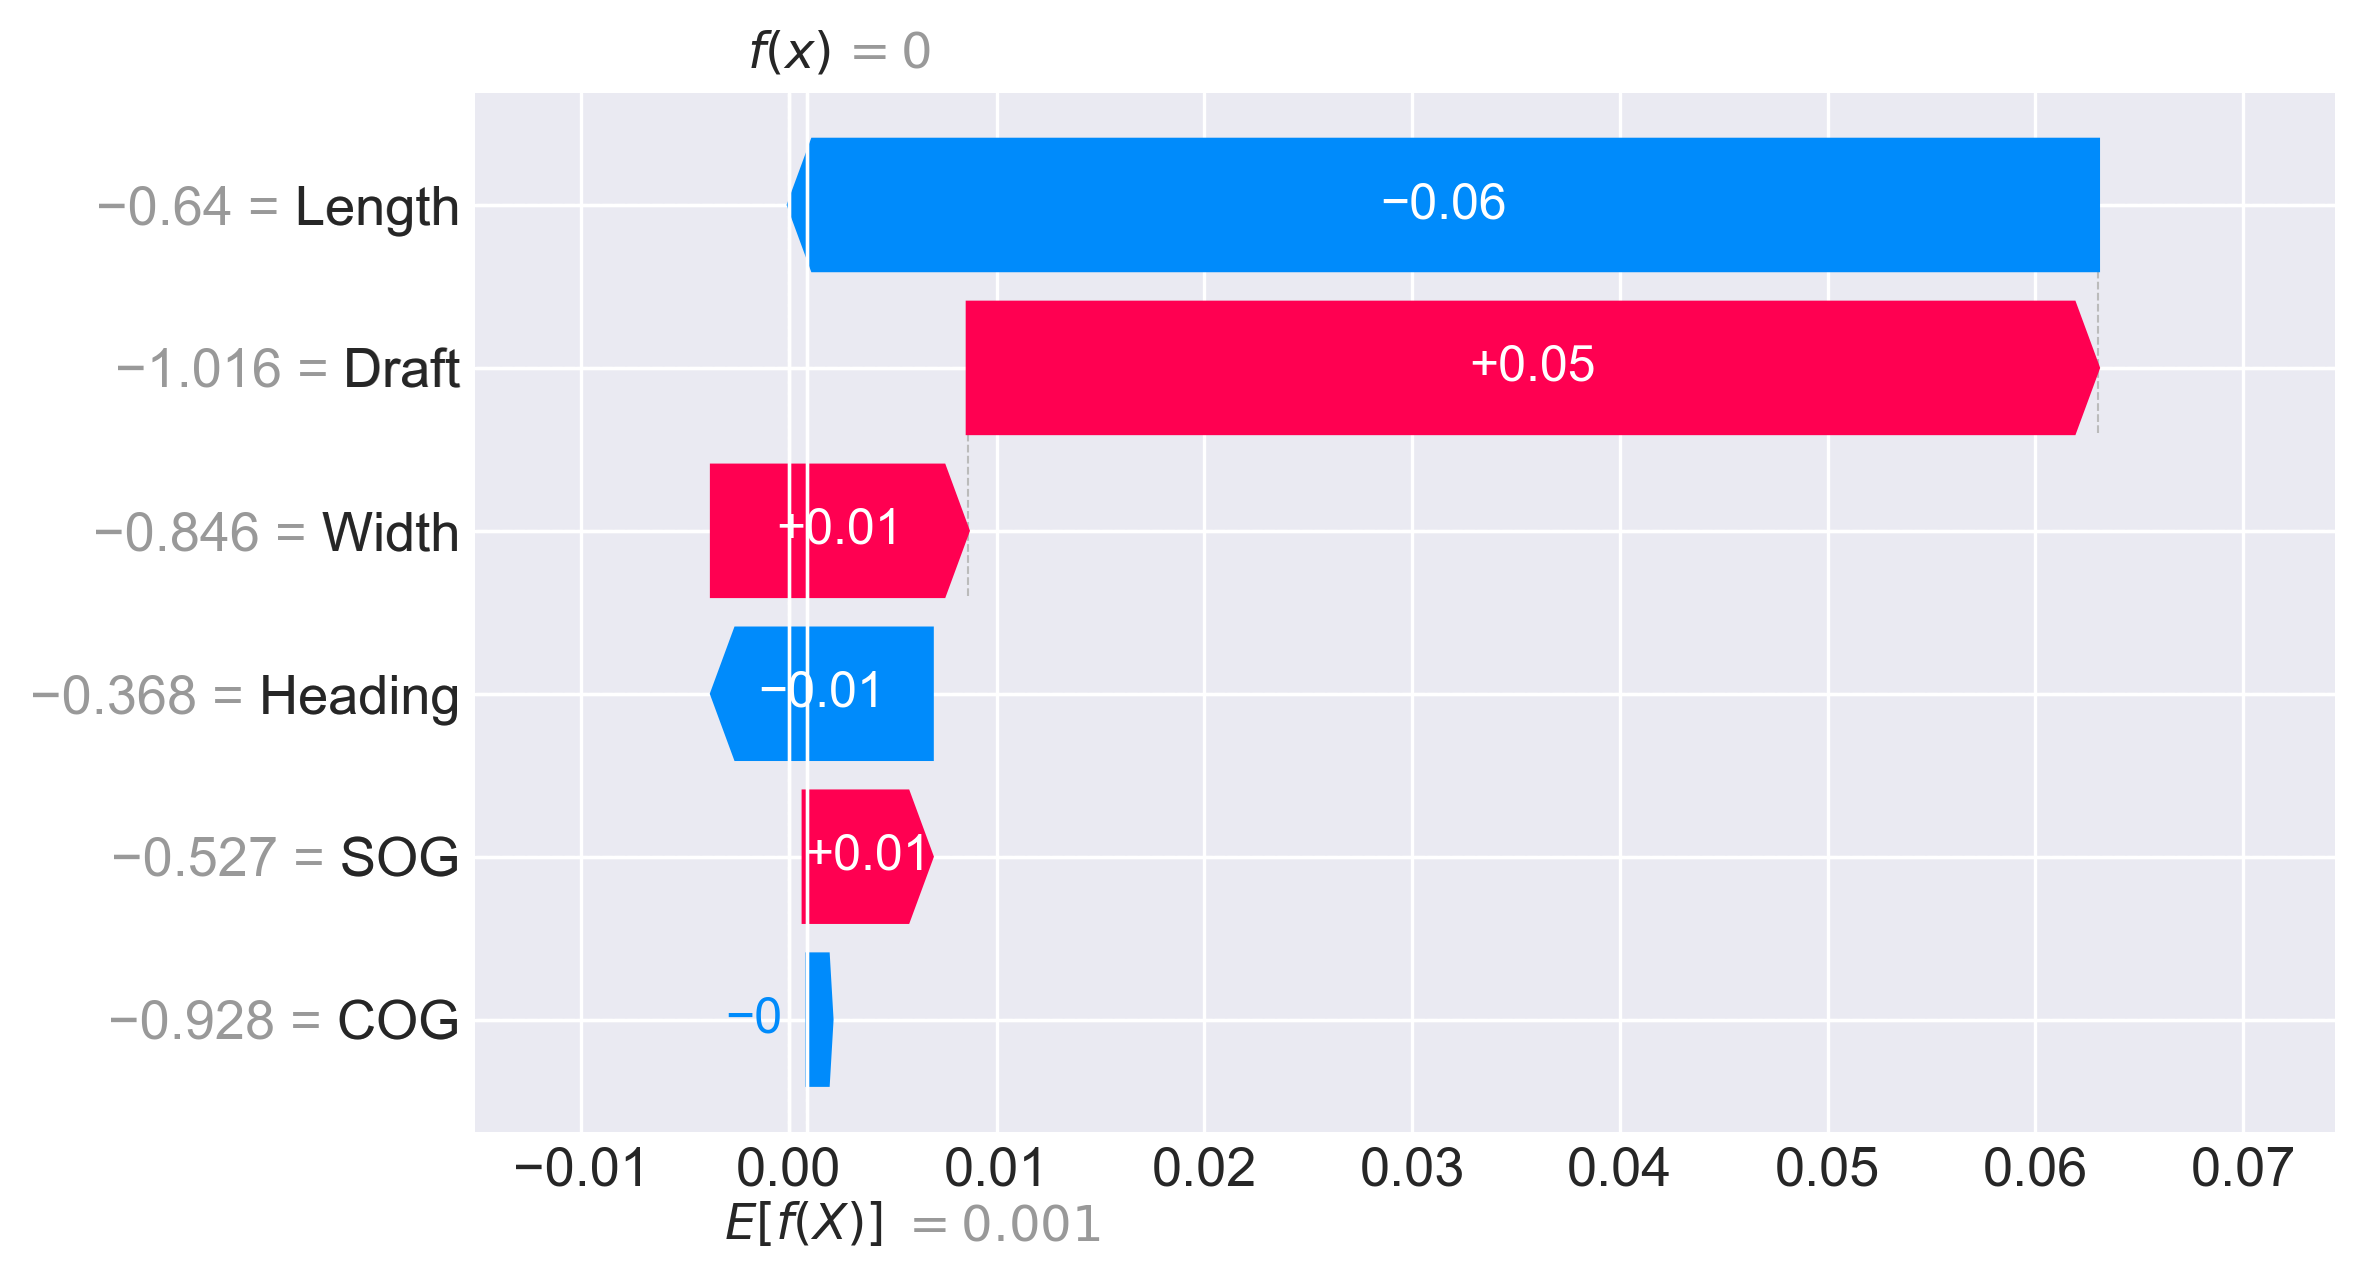 f(x) = 0
−0.64 = Length
−0.06
−1.016 = Draft
+0.05
−0.846 = Width
+0.01
−0.368 = Heading
−0.01
−0.527 = SOG
+0.01
−0.928 = COG
−0
−0.01 0.00 0.01 0.02 0.03 0.04 0.05 0.06 0.07
E[f(X)] = 0.001